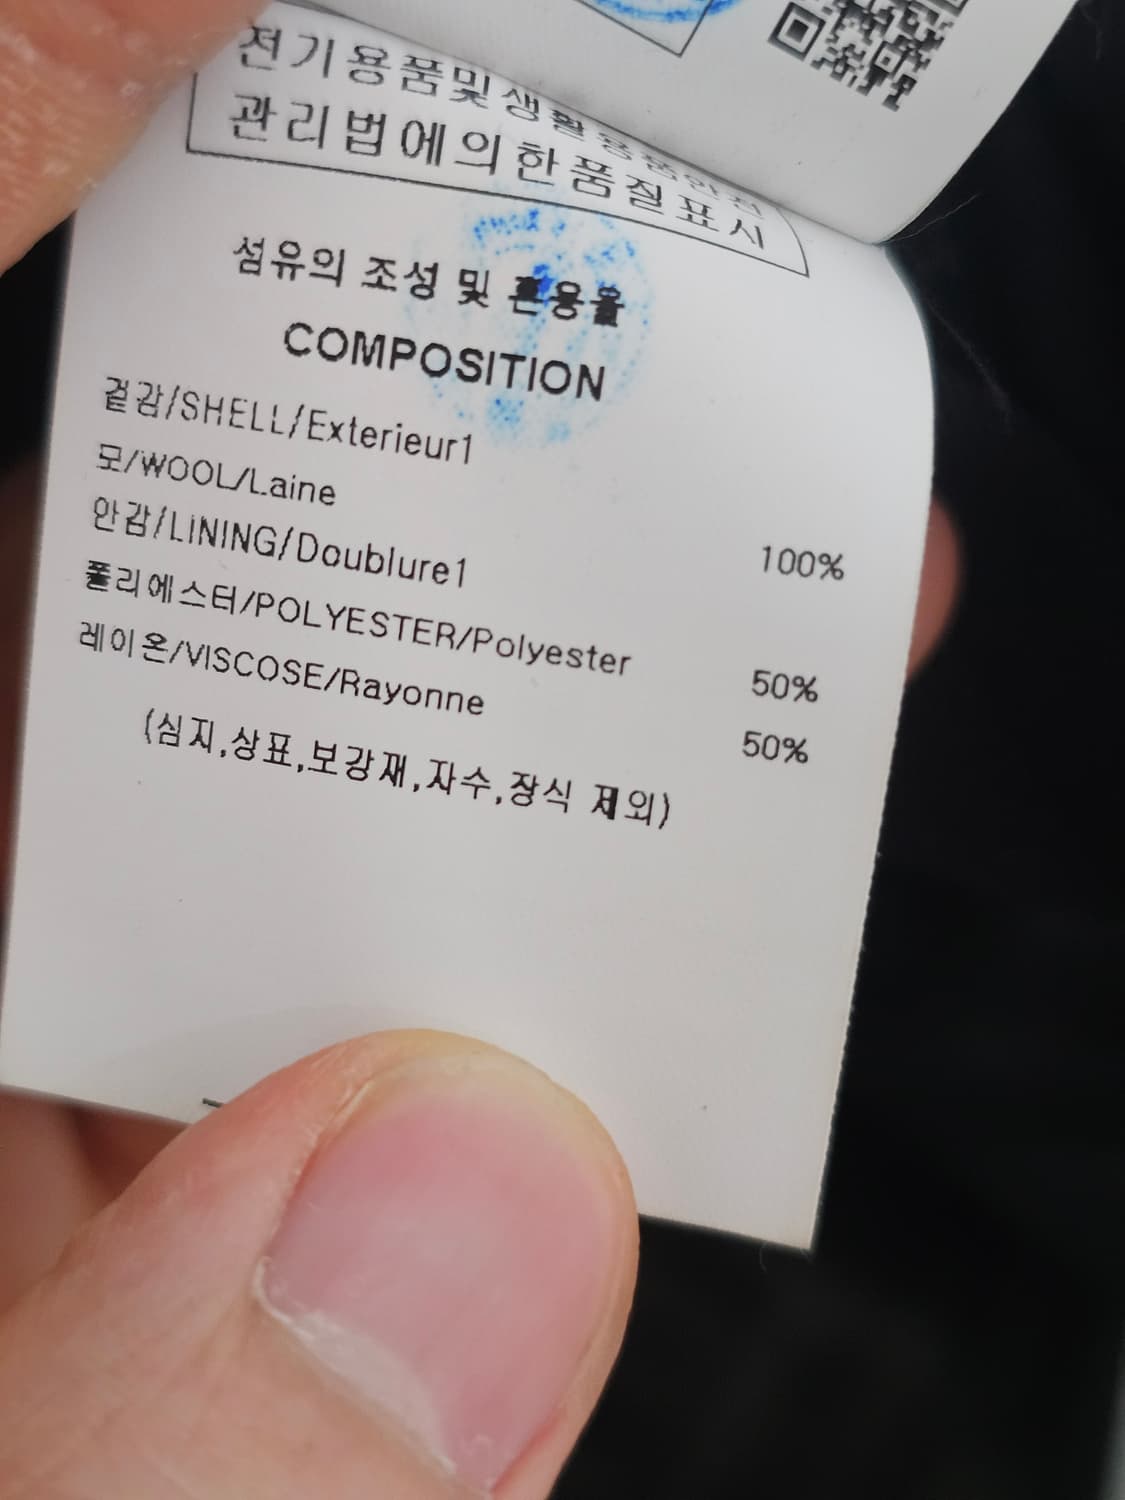 전기용품및생활용품안전
관리법에의한품질표시
섬유의 조성 및 혼용율
COMPOSITION
겉감/SHELL/Exterieur1
모/WOOL/Laine 100%
안감/LINING/Doublure1
폴리에스터/POLYESTER/Polyester 50%
레이온/VISCOSE/Rayonne 50%
(심지,상표,보강재,자수,장식 제외)